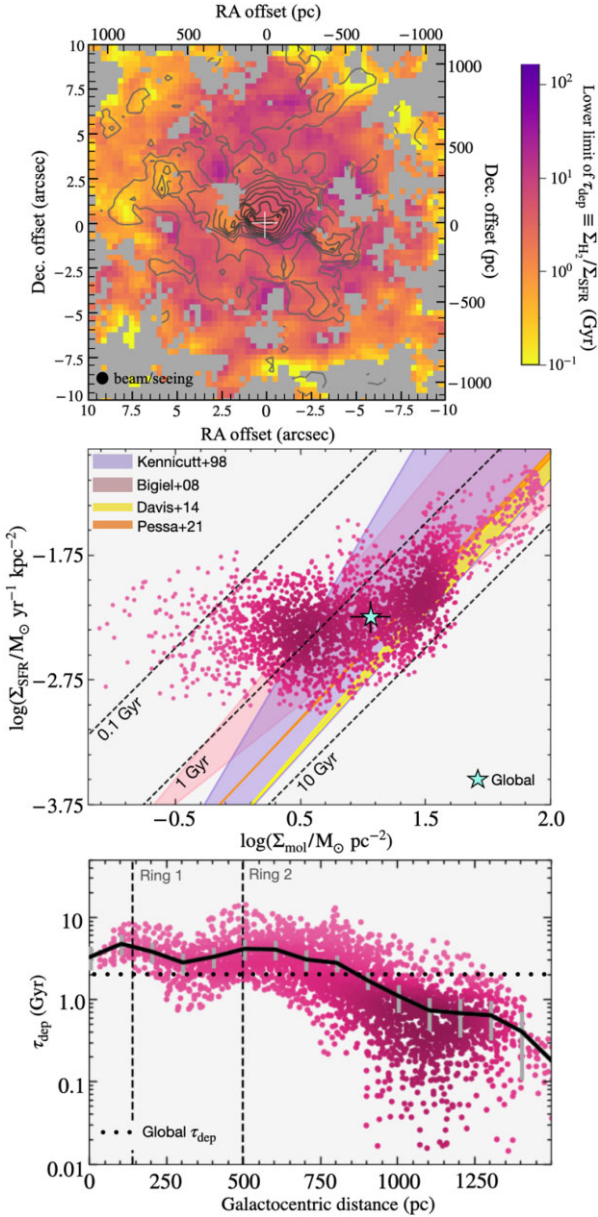 RA offset (pc)
1000 500 0 −500 −1000
10
7.5
5
2.5
0
−2.5
−5
−7.5
−10
Dec. offset (arcsec)
1000
500
0
−500
−1000
Dec. offset (pc)
beam/seeing
10 7.5 5 2.5 0 −2.5 −5 −7.5 −10
RA offset (arcsec)
10²
10¹
10⁰
10⁻¹
Lower limit of τdep ≡ ΣH₂/ΣSFR (Gyr)
Kennicutt+98
Bigiel+08
Davis+14
Pessa+21
−1.75
−2.75
−3.75
log(ΣSFR/M⊙ yr⁻¹ kpc⁻²)
0.1 Gyr
1 Gyr
10 Gyr
Global
−0.5 0.5 1.5 2.0
log(Σmol/M⊙ pc⁻²)
Ring 1 Ring 2
10
1.0
0.1
0.01
τdep (Gyr)
Global τdep
0 250 500 750 1000 1250
Galactocentric distance (pc)